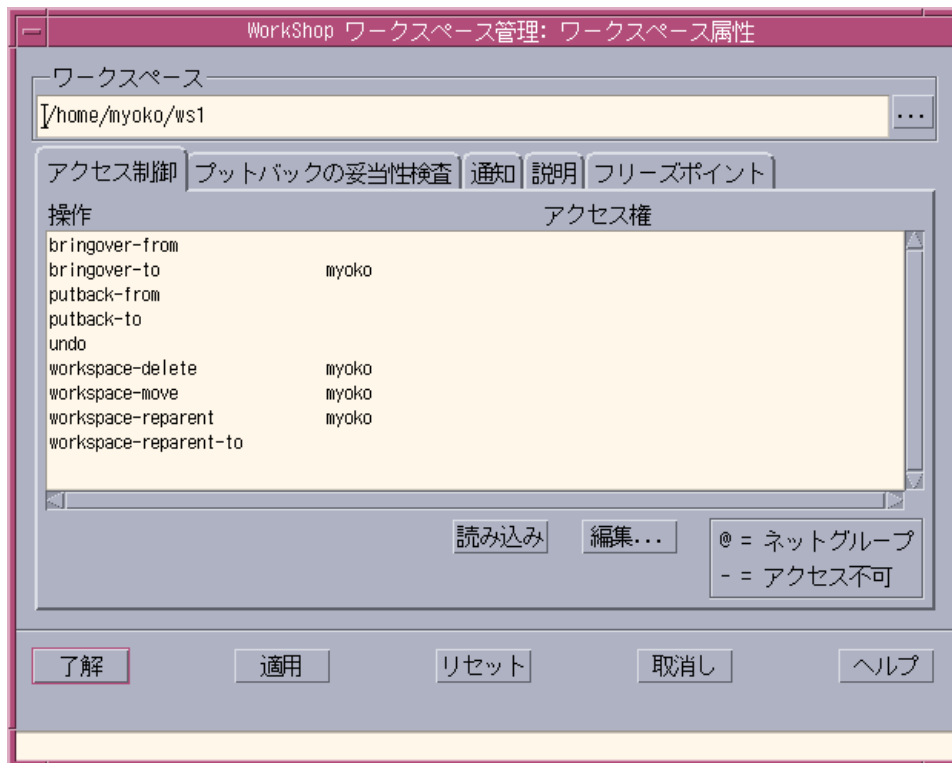 WorkShop ワークスペース管理: ワークスペース属性
ワークスペース
/home/myoko/ws1 ...
アクセス制御 プットバックの妥当性検査 通知 説明 フリーズポイント
操作 アクセス権
bringover-from
bringover-to myoko
putback-from
putback-to
undo
workspace-delete myoko
workspace-move myoko
workspace-reparent myoko
workspace-reparent-to
読み込み 編集... @ = ネットグループ
- = アクセス不可
了解 適用 リセット 取消し ヘルプ